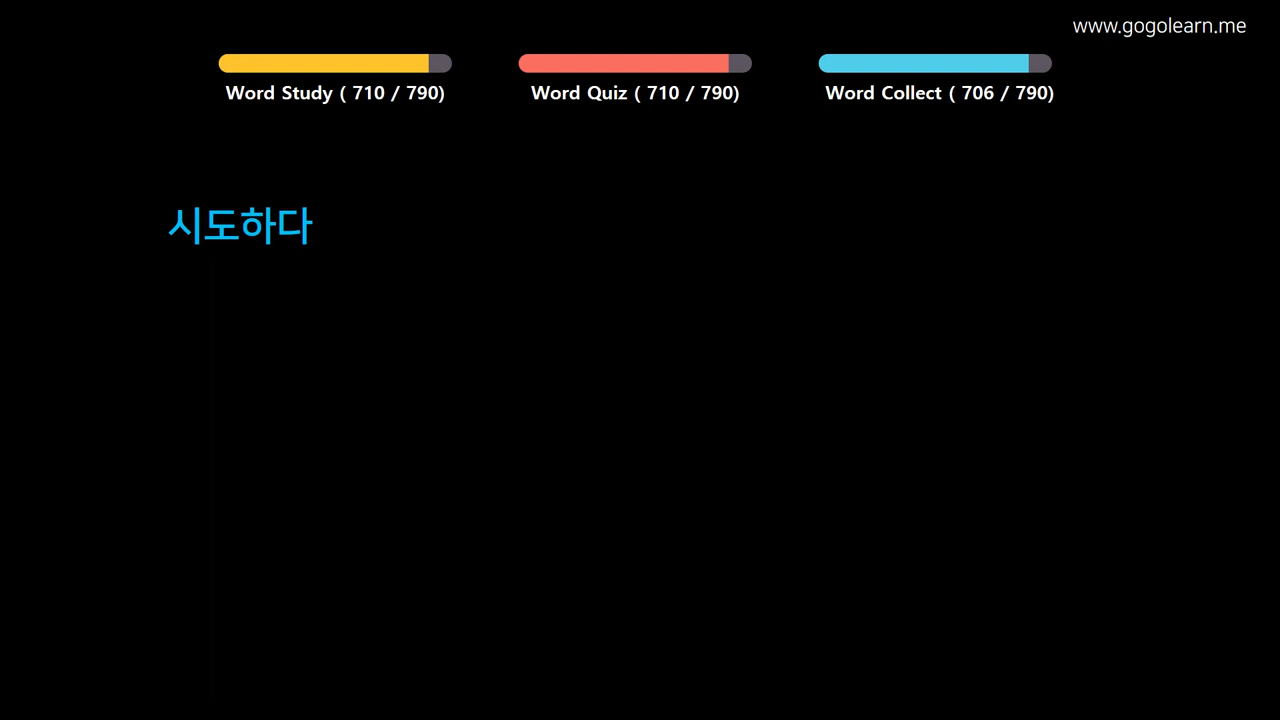 www.gogolearn.me
Word Study ( 710 / 790)
Word Quiz ( 710 / 790)
Word Collect ( 706 / 790)
시도하다